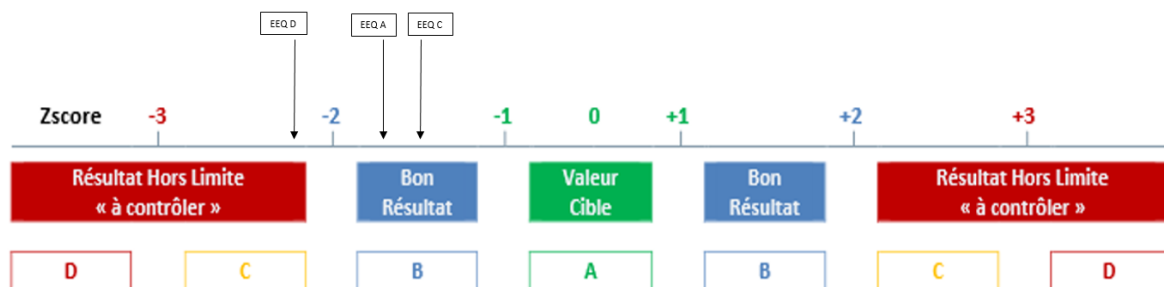 EEQ D
EEQ A
EEQ C
Zscore -3 -2 -1 0 +1 +2 +3
Résultat Hors Limite
« à contrôler »
Bon
Résultat
Valeur
Cible
Bon
Résultat
Résultat Hors Limite
« à contrôler »
D C B A B C D